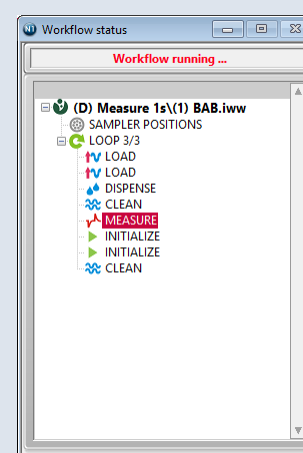 Workflow status
Workflow running ...
(D) Measure 1s\(1) BAB.iww
SAMPLER POSITIONS
LOOP 3/3
LOAD
LOAD
DISPENSE
CLEAN
MEASURE
INITIALIZE
INITIALIZE
CLEAN